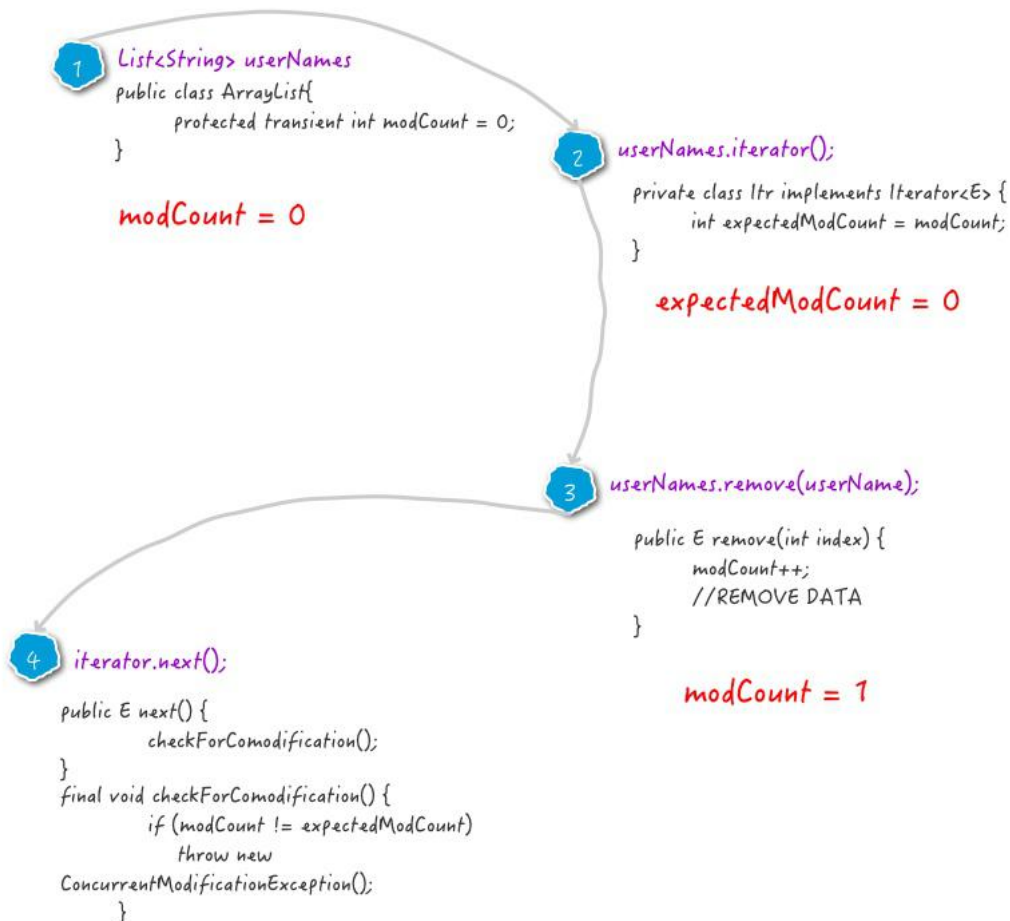 1
List<String> userNames
public class ArrayList{
protected transient int modCount = 0;
}
modCount = 0
2
userNames.iterator();
private class Itr implements Iterator<E> {
int expectedModCount = modCount;
}
expectedModCount = 0
3
userNames.remove(userName);
public E remove(int index) {
modCount++;
//REMOVE DATA
}
modCount = 1
4
iterator.next();
public E next() {
checkForComodification();
}
final void checkForComodification() {
if (modCount != expectedModCount)
throw new
ConcurrentModificationException();
}